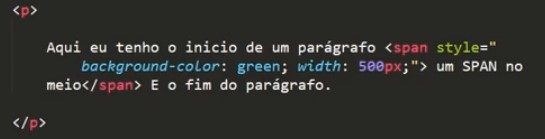 <p>
Aqui eu tenho o inicio de um parágrafo <span style="
background-color: green; width: 500px;"> um SPAN no
meio</span> E o fim do parágrafo.
</p>